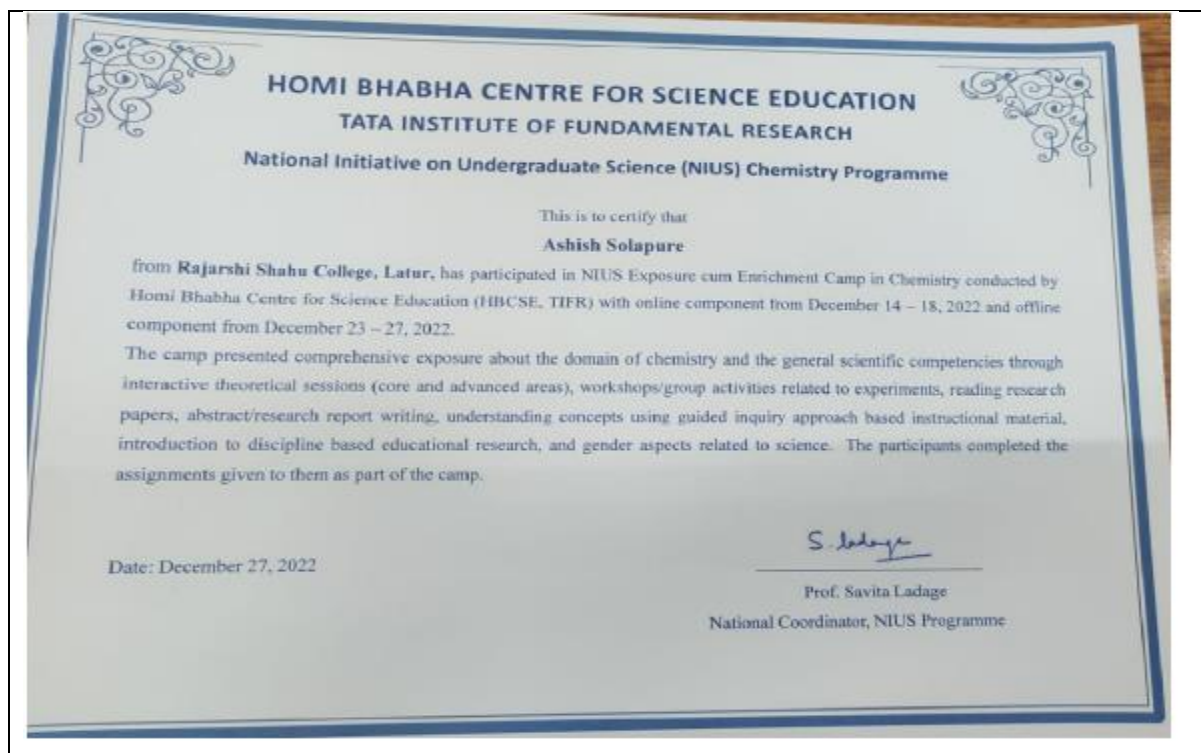 HOMI BHABHA CENTRE FOR SCIENCE EDUCATION
TATA INSTITUTE OF FUNDAMENTAL RESEARCH
National Initiative on Undergraduate Science (NIUS) Chemistry Programme
This is to certify that
Ashish Solapure
from Rajarshi Shahu College, Latur, has participated in NIUS Exposure cum Enrichment Camp in Chemistry conducted by
Homi Bhabha Centre for Science Education (HBCSE, TIFR) with online component from December 14 – 18, 2022 and offline
component from December 23 – 27, 2022.
The camp presented comprehensive exposure about the domain of chemistry and the general scientific competencies through
interactive theoretical sessions (core and advanced areas), workshops/group activities related to experiments, reading research
papers, abstract/research report writing, understanding concepts using guided inquiry approach based instructional material,
introduction to discipline based educational research, and gender aspects related to science. The participants completed the
assignments given to them as part of the camp.
S. Ladage
Date: December 27, 2022
Prof. Savita Ladage
National Coordinator, NIUS Programme